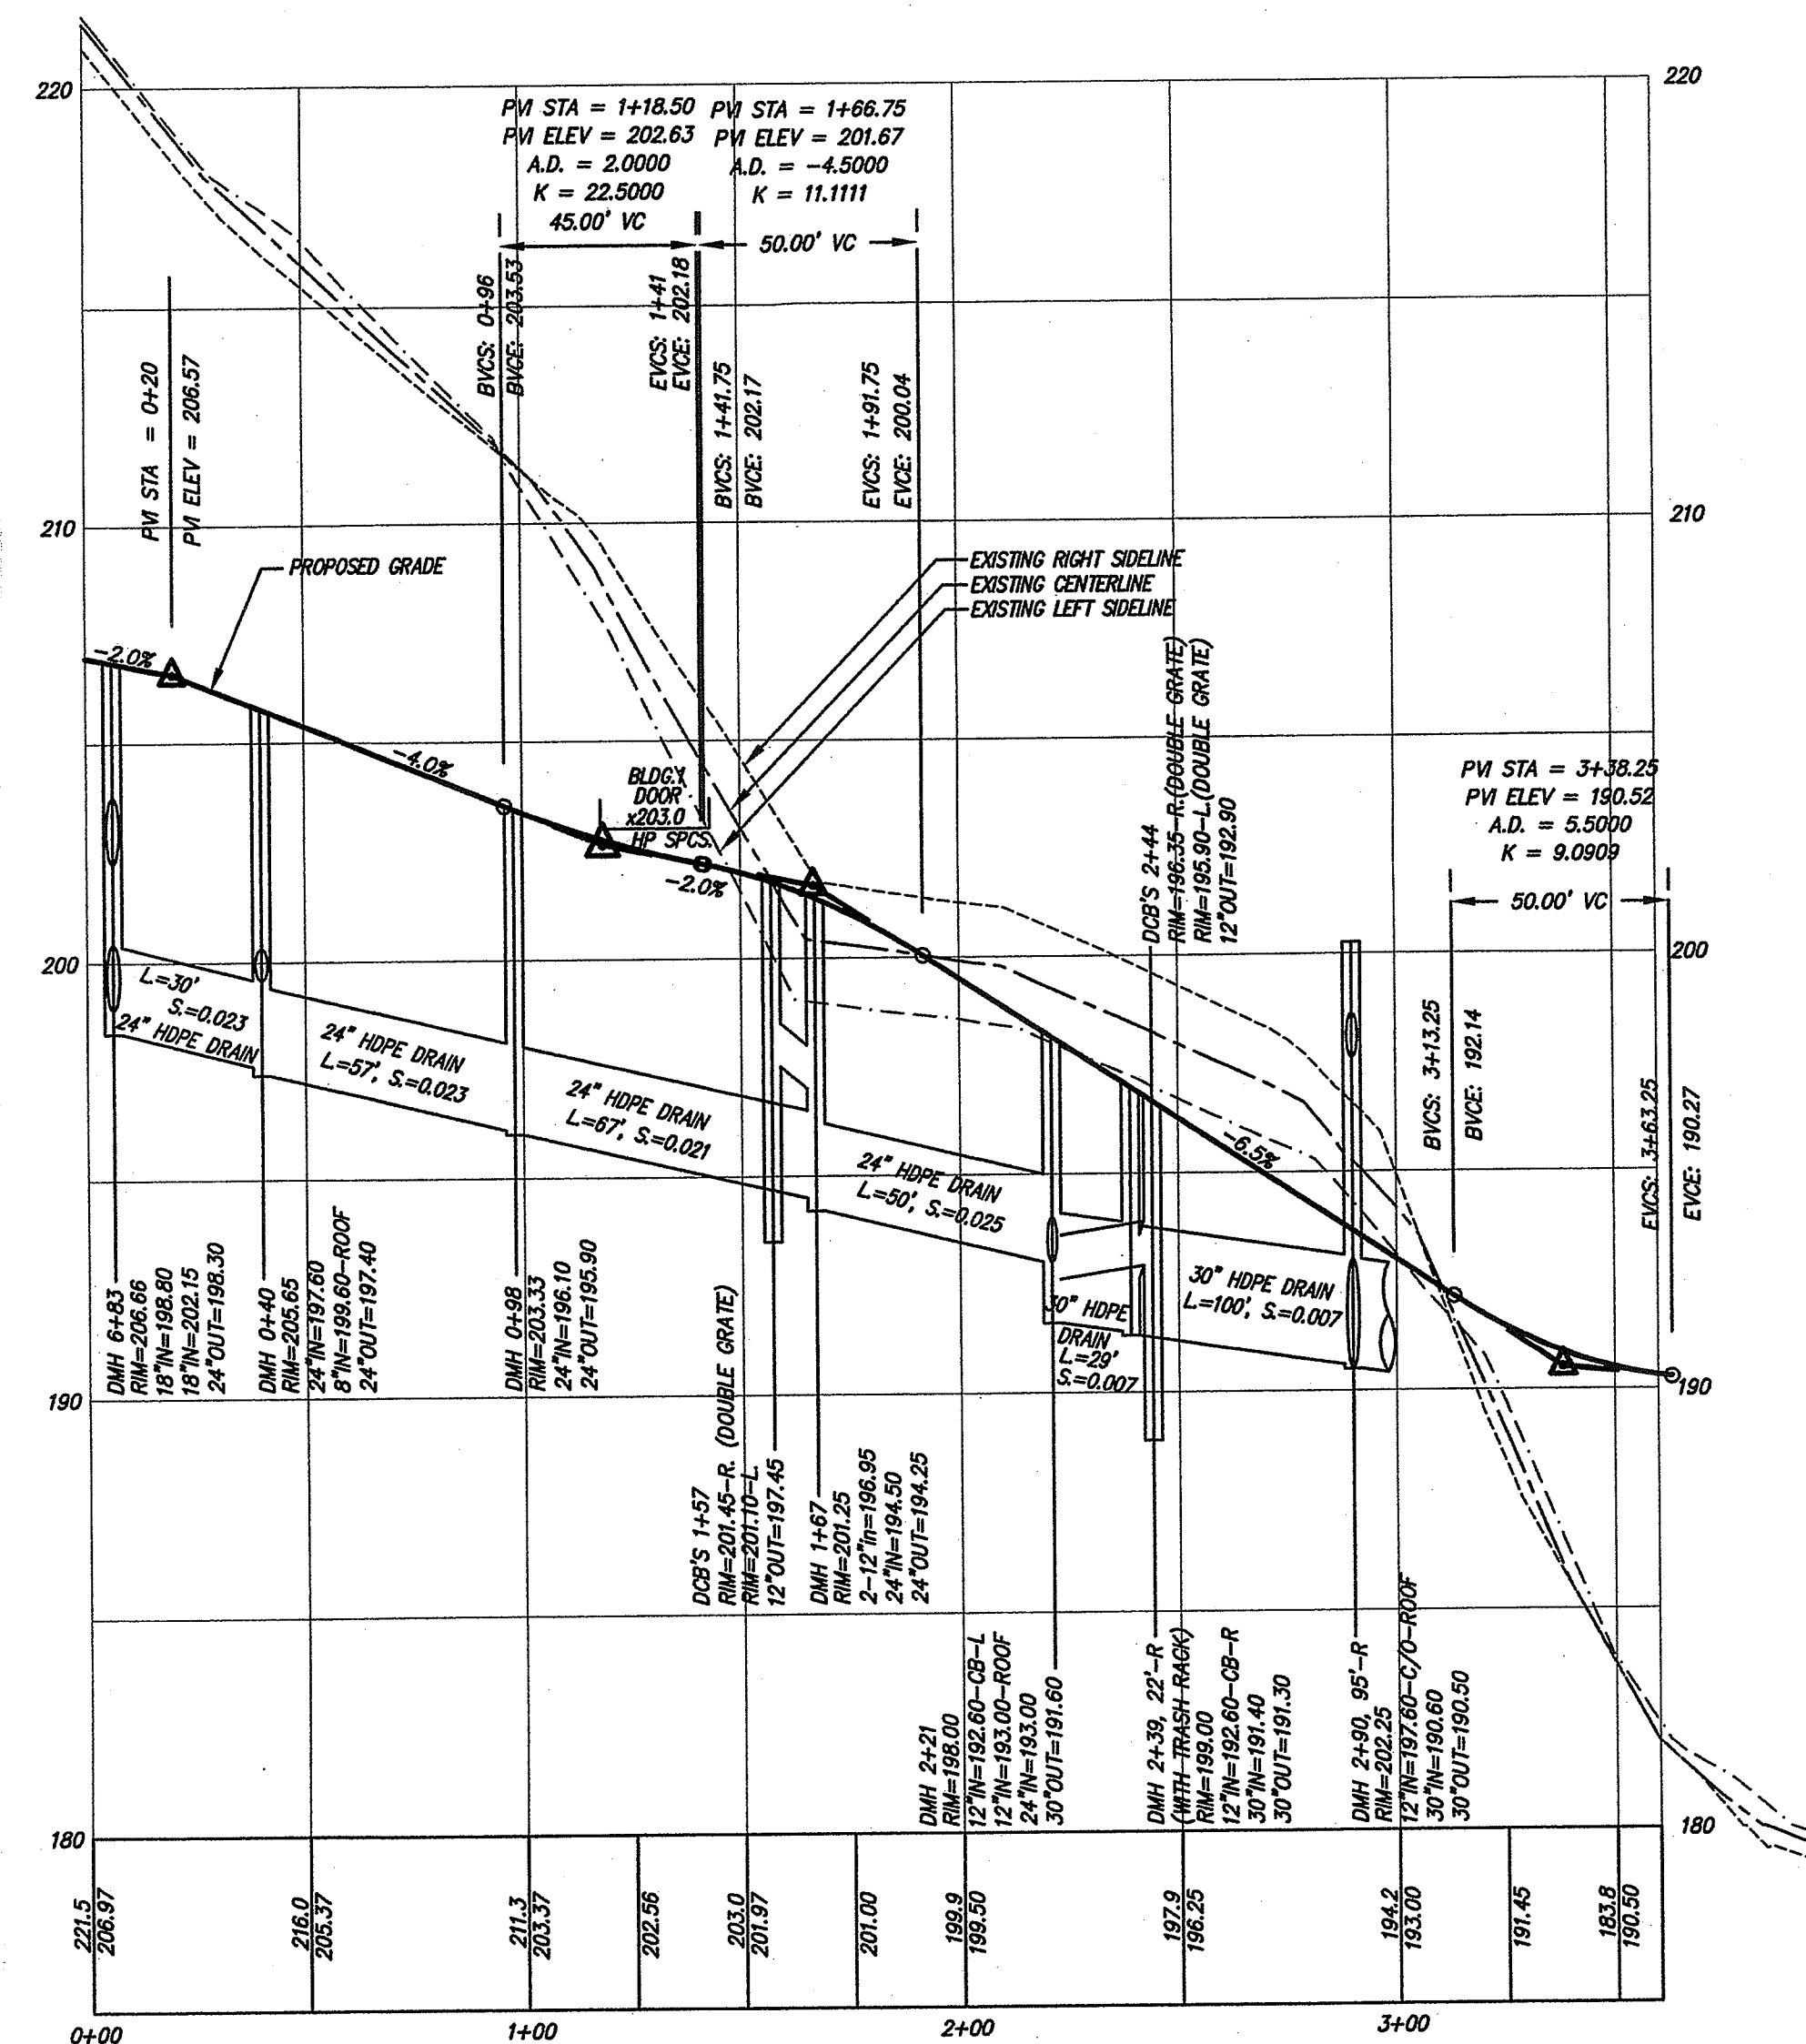 220
220
PVI STA = 1+18.50
PVI ELEV = 202.63
A.D. = 2.0000
K = 22.5000
45.00' VC
PVI STA = 1+66.75
PVI ELEV = 201.67
A.D. = -4.5000
K = 11.1111
50.00' VC
PVI STA = 0+20
PVI ELEV = 206.57
BVCS: 0+96
BVCE: 203.53
EVCS: 1+41
EVCE: 202.18
BVCS: 1+41.75
BVCE: 202.17
EVCS: 1+91.75
EVCE: 200.04
210
210
PROPOSED GRADE
EXISTING RIGHT SIDELINE
EXISTING CENTERLINE
EXISTING LEFT SIDELINE
-2.0%
-4.0%
BLDG.1
DOOR
x203.0
HP SPCS.
-2.0%
DCB'S 2+44
RIM=196.35-R.(DOUBLE GRATE)
RIM=195.90-L.(DOUBLE GRATE)
12"OUT=192.90
PVI STA = 3+38.25
PVI ELEV = 190.52
A.D. = 5.5000
K = 9.0909
50.00' VC
200
200
L.=30'
S.=0.023
24" HDPE DRAIN
24" HDPE DRAIN
L.=57', S.=0.023
24" HDPE DRAIN
L.=67', S.=0.021
24" HDPE DRAIN
L.=50', S.=0.025
-6.5%
BVCS: 3+13.25
BVCE: 192.14
EVCS: 3+63.25
EVCE: 190.27
30" HDPE
DRAIN
L.=29'
S.=0.007
30" HDPE DRAIN
L.=100', S.=0.007
190
190
DMH 6+83
RIM=206.66
18"IN=198.80
18"IN=202.15
24"OUT=198.30
DMH 0+40
RIM=205.65
24"IN=197.60
8"IN=199.60-ROOF
24"OUT=197.40
DMH 0+98
RIM=203.33
24"IN=196.10
24"OUT=195.90
DCB'S 1+57
RIM=201.45-R. (DOUBLE GRATE)
RIM=201.10-L.
12"OUT=197.45
DMH 1+67
RIM=201.25
2-12"in=196.95
24"IN=194.50
24"OUT=194.25
DMH 2+21
RIM=198.00
12"IN=192.60-CB-L
12"IN=193.00-ROOF
24"IN=193.00
30"OUT=191.60
DMH 2+39, 22'-R
(WITH TRASH RACK)
RIM=199.00
12"IN=192.60-CB-R
30"IN=191.40
30"OUT=191.30
DMH 2+90, 95'-R
RIM=202.25
12"IN=197.60-C/O-ROOF
30"IN=190.60
30"OUT=190.50
180
180
221.5
206.97
216.0
205.37
211.3
203.37
202.56
203.0
201.97
201.00
199.9
199.50
197.9
196.25
194.2
193.00
191.45
183.8
190.50
0+00
1+00
2+00
3+00